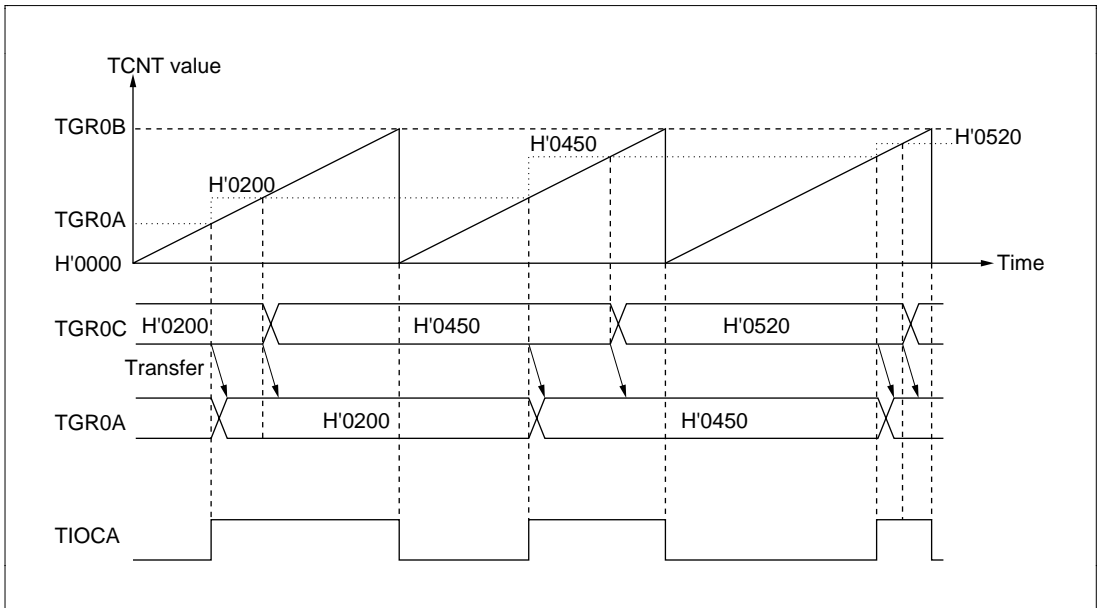 TCNT value
TGR0B
H'0520
H'0450
H'0200
TGR0A
H'0000
Time
TGR0C
H'0200
H'0450
H'0520
Transfer
TGR0A
H'0200
H'0450
TIOCA